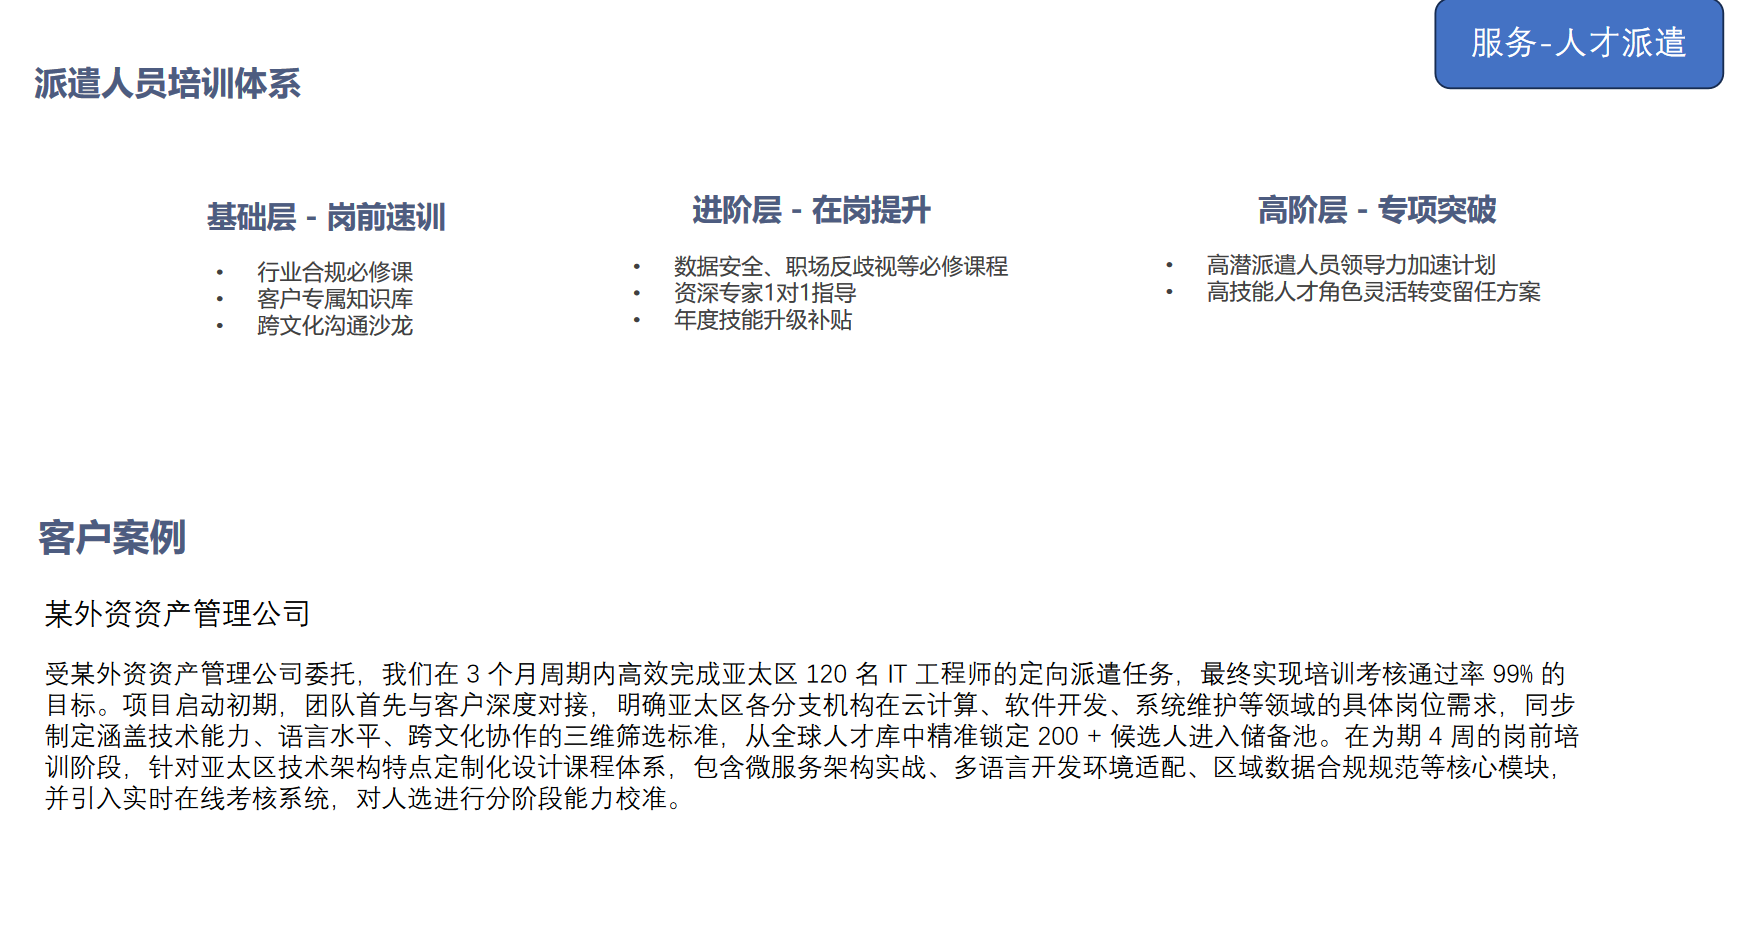 服务-人才派遣
派遣人员培训体系
基础层 - 岗前速训
• 行业合规必修课
• 客户专属知识库
• 跨文化沟通沙龙
进阶层 - 在岗提升
• 数据安全、职场反歧视等必修课程
• 资深专家1对1指导
• 年度技能升级补贴
高阶层 - 专项突破
• 高潜派遣人员领导力加速计划
• 高技能人才角色灵活转变留任方案
客户案例
某外资资产管理公司
受某外资资产管理公司委托，我们在 3 个月周期内高效完成亚太区 120 名 IT 工程师的定向派遣任务，最终实现培训考核通过率 99% 的
目标。项目启动初期，团队首先与客户深度对接，明确亚太区各分支机构在云计算、软件开发、系统维护等领域的具体岗位需求，同步
制定涵盖技术能力、语言水平、跨文化协作的三维筛选标准，从全球人才库中精准锁定 200 + 候选人进入储备池。在为期 4 周的岗前培
训阶段，针对亚太区技术架构特点定制化设计课程体系，包含微服务架构实战、多语言开发环境适配、区域数据合规规范等核心模块，
并引入实时在线考核系统，对人选进行分阶段能力校准。